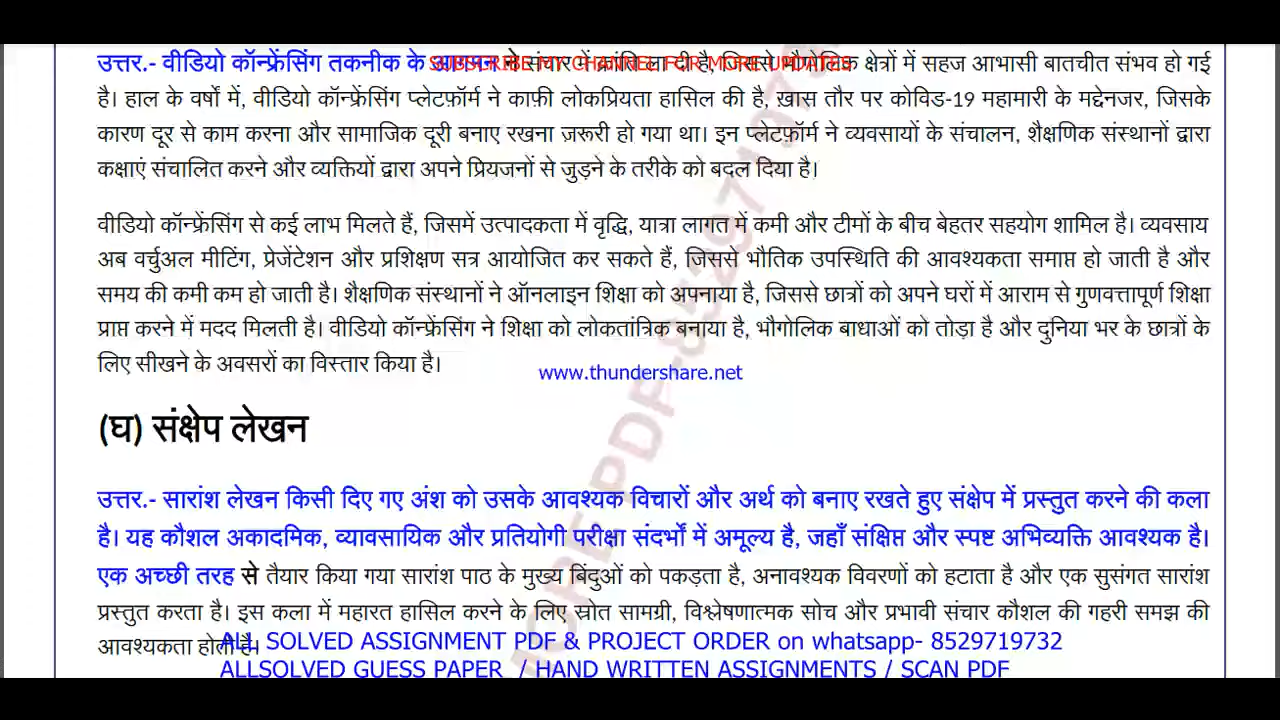 उत्तर.- वीडियो कॉन्फ्रेंसिंग तकनीक के आगमन ने संचार में क्रांति ला दी है, जिससे भौगोलिक क्षेत्रों में सहज आभासी बातचीत संभव हो गई
SUBSCRIBE MY CHANNEL FOR MORE UPDATES
है। हाल के वर्षों में, वीडियो कॉन्फ्रेंसिंग प्लेटफ़ॉर्म ने काफ़ी लोकप्रियता हासिल की है, ख़ास तौर पर कोविड-19 महामारी के मद्देनजर, जिसके
कारण दूर से काम करना और सामाजिक दूरी बनाए रखना ज़रूरी हो गया था। इन प्लेटफ़ॉर्म ने व्यवसायों के संचालन, शैक्षणिक संस्थानों द्वारा
कक्षाएं संचालित करने और व्यक्तियों द्वारा अपने प्रियजनों से जुड़ने के तरीके को बदल दिया है।
वीडियो कॉन्फ्रेंसिंग से कई लाभ मिलते हैं, जिसमें उत्पादकता में वृद्धि, यात्रा लागत में कमी और टीमों के बीच बेहतर सहयोग शामिल है। व्यवसाय
अब वर्चुअल मीटिंग, प्रेजेंटेशन और प्रशिक्षण सत्र आयोजित कर सकते हैं, जिससे भौतिक उपस्थिति की आवश्यकता समाप्त हो जाती है और
समय की कमी कम हो जाती है। शैक्षणिक संस्थानों ने ऑनलाइन शिक्षा को अपनाया है, जिससे छात्रों को अपने घरों में आराम से गुणवत्तापूर्ण शिक्षा
प्राप्त करने में मदद मिलती है। वीडियो कॉन्फ्रेंसिंग ने शिक्षा को लोकतांत्रिक बनाया है, भौगोलिक बाधाओं को तोड़ा है और दुनिया भर के छात्रों के
लिए सीखने के अवसरों का विस्तार किया है।
www.thundershare.net
(घ) संक्षेप लेखन
उत्तर.- सारांश लेखन किसी दिए गए अंश को उसके आवश्यक विचारों और अर्थ को बनाए रखते हुए संक्षेप में प्रस्तुत करने की कला
है। यह कौशल अकादमिक, व्यावसायिक और प्रतियोगी परीक्षा संदर्भों में अमूल्य है, जहाँ संक्षिप्त और स्पष्ट अभिव्यक्ति आवश्यक है।
एक अच्छी तरह से तैयार किया गया सारांश पाठ के मुख्य बिंदुओं को पकड़ता है, अनावश्यक विवरणों को हटाता है और एक सुसंगत सारांश
प्रस्तुत करता है। इस कला में महारत हासिल करने के लिए स्रोत सामग्री, विश्लेषणात्मक सोच और प्रभावी संचार कौशल की गहरी समझ की
आवश्यकता होती है।
ALL SOLVED ASSIGNMENT PDF & PROJECT ORDER on whatsapp- 8529719732
ALLSOLVED GUESS PAPER / HAND WRITTEN ASSIGNMENTS / SCAN PDF